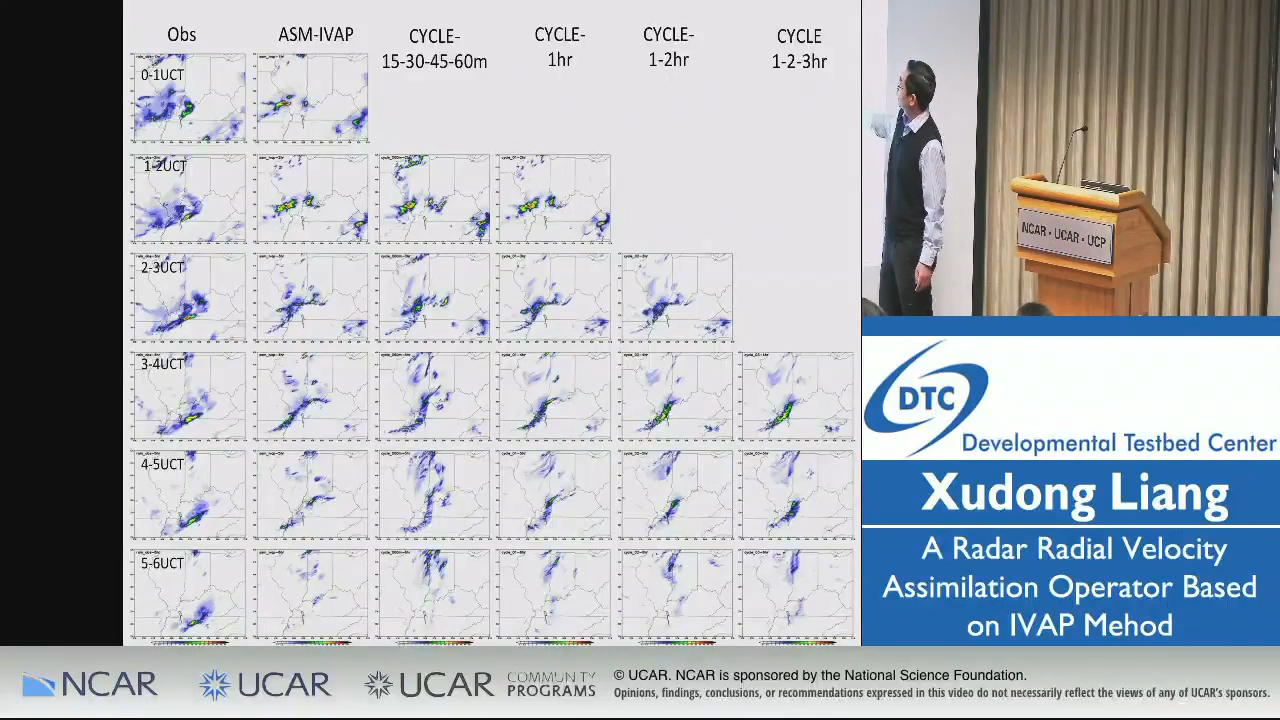 Obs
ASM-IVAP
CYCLE-
15-30-45-60m
CYCLE-
1hr
CYCLE-
1-2hr
CYCLE
1-2-3hr
0-1UCT
1-2UCT
2-3UCT
3-4UCT
4-5UCT
5-6UCT
NCAR • UCAR • UCP
DTC
Developmental Testbed Center
Xudong Liang
A Radar Radial Velocity
Assimilation Operator Based
on IVAP Mehod
NCAR
UCAR
UCAR
COMMUNITY
PROGRAMS
© UCAR. NCAR is sponsored by the National Science Foundation.
Opinions, findings, conclusions, or recommendations expressed in this video do not necessarily reflect the views of any of UCAR's sponsors.